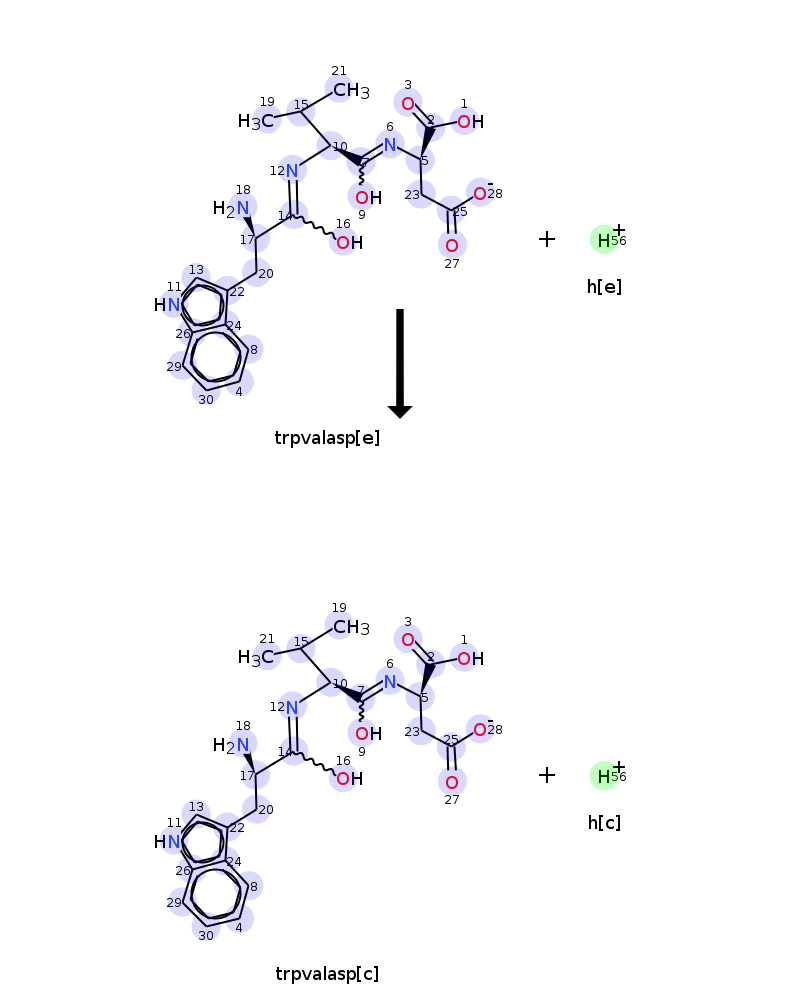 21
3
19
CH3
1
H3C
15
O
2
OH
6
10
N
7
5
12
N
18
OH
23
O-
28
H2N
9
25
14
16
17
OH
O
+
H+
56
27
13
20
h[e]
11
22
HN
24
26
8
29
4
30
trpvalasp[e]
19
3
21
CH3
1
H3C
15
O
2
OH
6
10
N
7
5
12
N
18
OH
23
O-
28
H2N
9
25
14
16
17
OH
O
+
H+
56
27
13
20
h[c]
11
22
HN
24
26
8
29
4
30
trpvalasp[c]